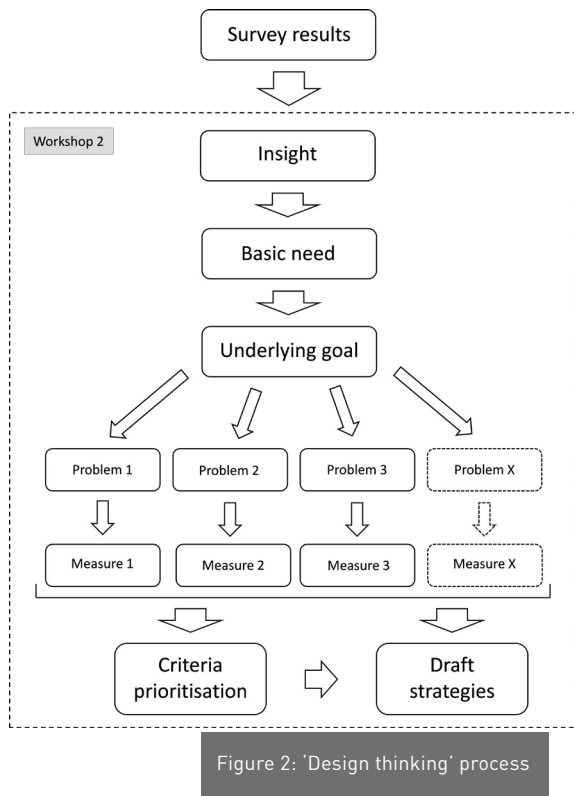 Survey results
Workshop 2
Insight
Basic need
Underlying goal
Problem 1
Problem 2
Problem 3
Problem X
Measure 1
Measure 2
Measure 3
Measure X
Criteria
prioritisation
Draft
strategies
Figure 2: ‘Design thinking’ process